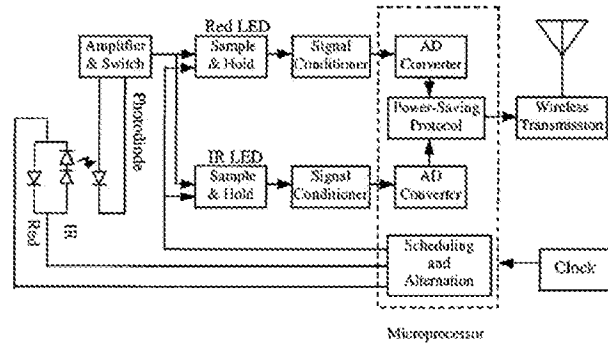 Red LED
Amplifier
& Switch
Sample
& Hold
Signal
Conditioner
AD
Converter
Photodiode
Power-Saving
Protocol
Wireless
Transmission
IR LED
Sample
& Hold
Signal
Conditioner
AD
Converter
IR
Red
Scheduling
and
Alternation
Clock
Microprocessor